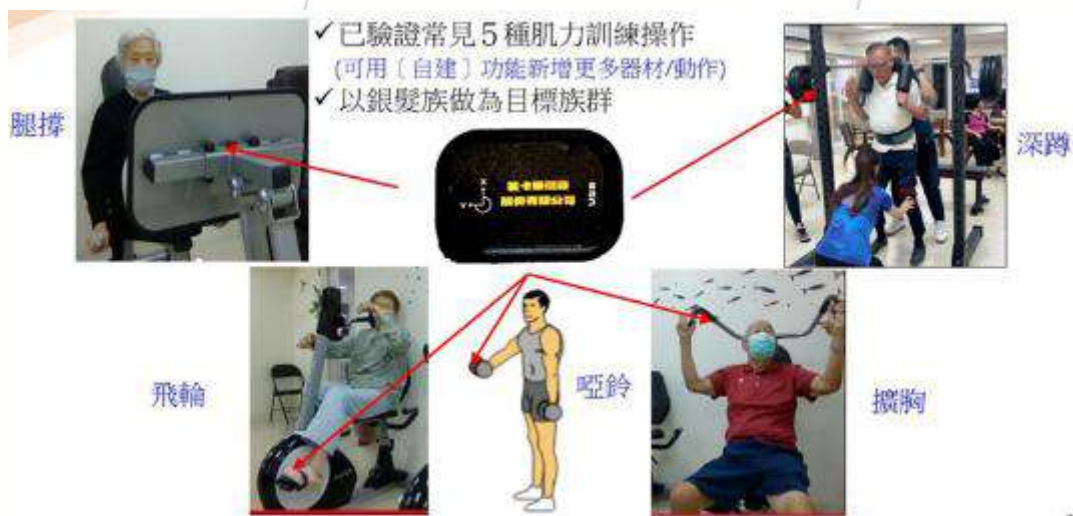 ✓已驗證常見5種肌力訓練操作
(可用〔自建〕功能新增更多器材/動作)
✓以銀髮族做為目標族群
腿撐
深蹲
飛輪
啞鈴
擴胸